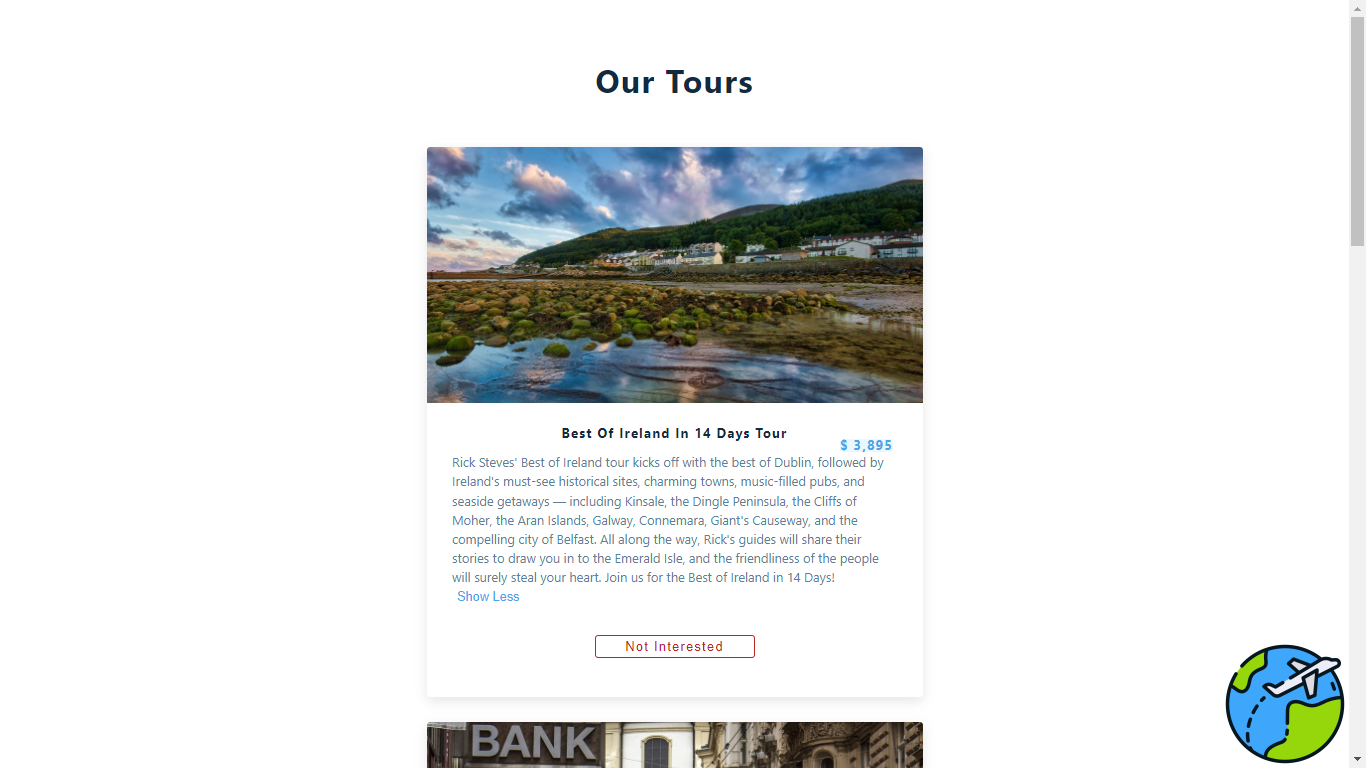 Our Tours
Best Of Ireland In 14 Days Tour
$ 3,895
Rick Steves' Best of Ireland tour kicks off with the best of Dublin, followed by
Ireland's must-see historical sites, charming towns, music-filled pubs, and
seaside getaways — including Kinsale, the Dingle Peninsula, the Cliffs of
Moher, the Aran Islands, Galway, Connemara, Giant's Causeway, and the
compelling city of Belfast. All along the way, Rick's guides will share their
stories to draw you in to the Emerald Isle, and the friendliness of the people
will surely steal your heart. Join us for the Best of Ireland in 14 Days!
Show Less
Not Interested
BANK